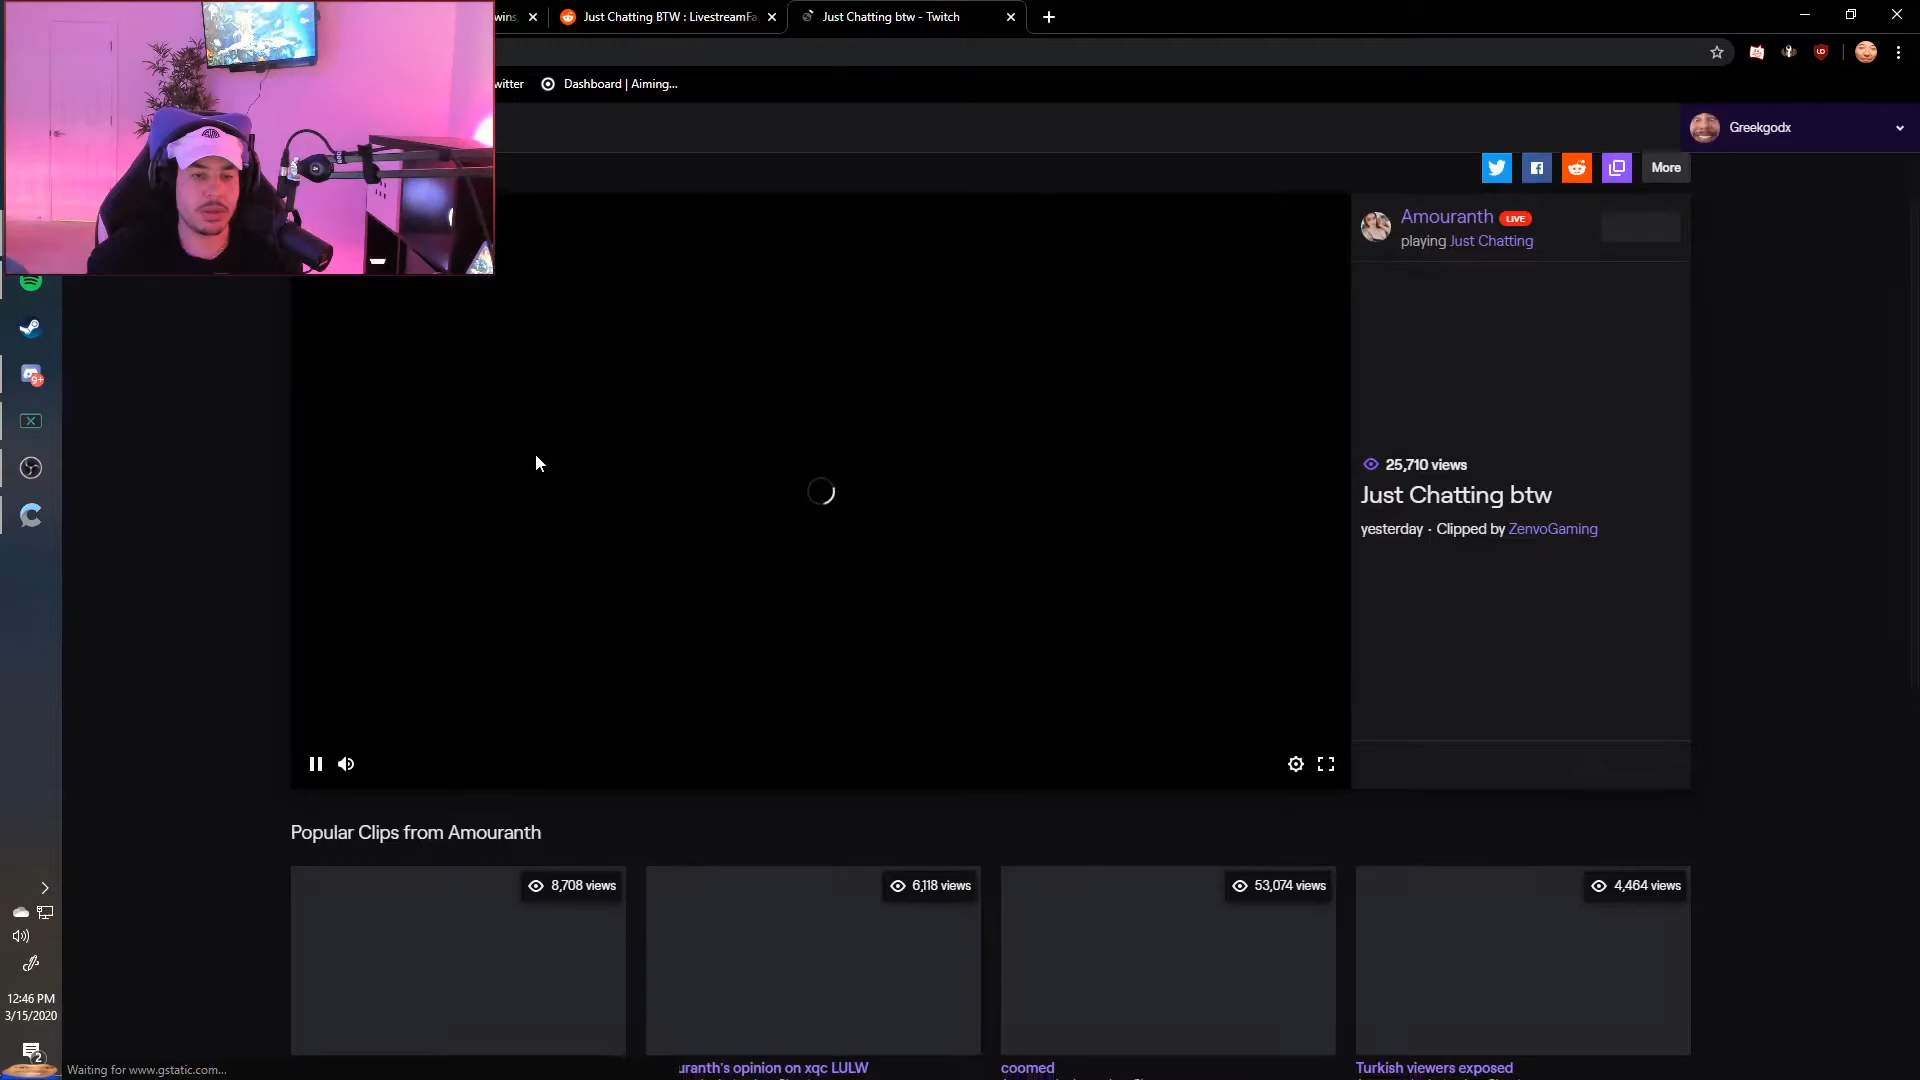 wins
Just Chatting BTW : LivestreamFa
Just Chatting btw - Twitch
witter
Dashboard | Aiming...
Greekgodx
More
Amouranth LIVE
playing Just Chatting
25,710 views
Just Chatting btw
yesterday · Clipped by ZenvoGaming
9+
Popular Clips from Amouranth
8,708 views
6,118 views
53,074 views
4,464 views
12:46 PM
3/15/2020
2
Waiting for www.gstatic.com...
uranth's opinion on xqc LULW
coomed
Turkish viewers exposed